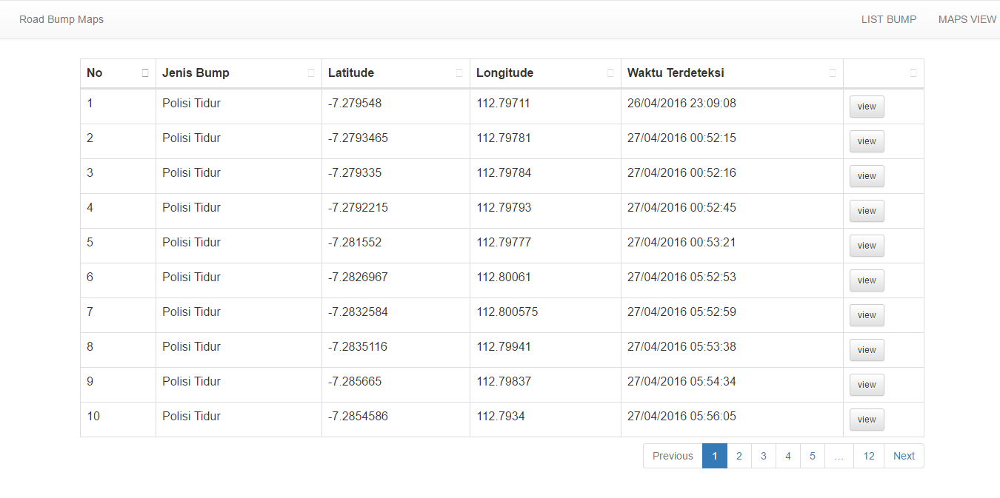 Road Bump Maps LIST BUMP MAPS VIEW
No Jenis Bump Latitude Longitude Waktu Terdeteksi
1 Polisi Tidur -7.279548 112.79711 26/04/2016 23:09:08 view
2 Polisi Tidur -7.2793465 112.79781 27/04/2016 00:52:15 view
3 Polisi Tidur -7.279335 112.79784 27/04/2016 00:52:16 view
4 Polisi Tidur -7.2792215 112.79793 27/04/2016 00:52:45 view
5 Polisi Tidur -7.281552 112.79777 27/04/2016 00:53:21 view
6 Polisi Tidur -7.2826967 112.80061 27/04/2016 05:52:53 view
7 Polisi Tidur -7.2832584 112.800575 27/04/2016 05:52:59 view
8 Polisi Tidur -7.2835116 112.79941 27/04/2016 05:53:38 view
9 Polisi Tidur -7.285665 112.79837 27/04/2016 05:54:34 view
10 Polisi Tidur -7.2854586 112.7934 27/04/2016 05:56:05 view
Previous 1 2 3 4 5 … 12 Next